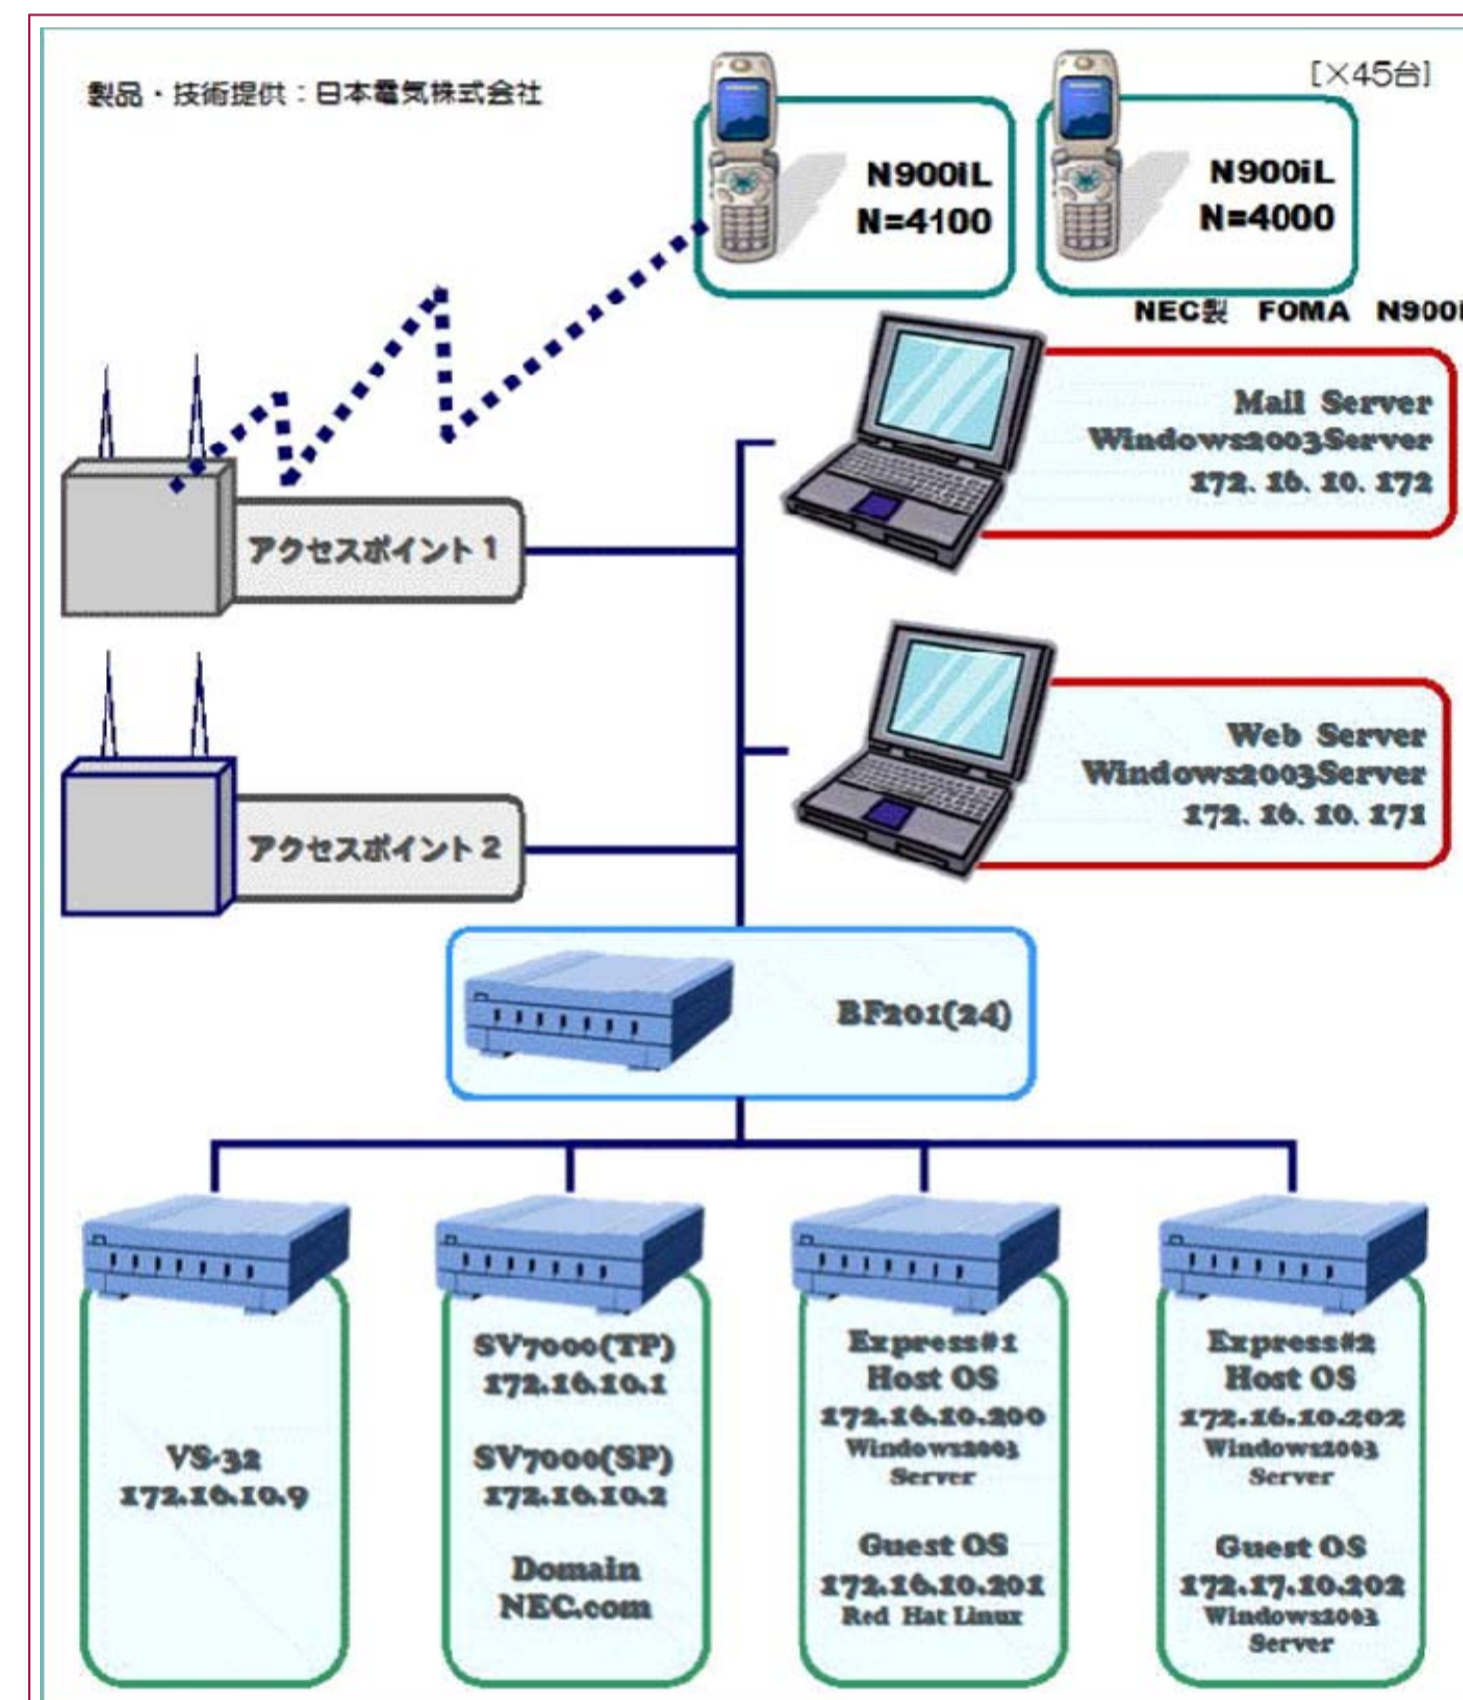 製品・技術提供：日本電気株式会社
[×45台]
N900iL
N=4100
N900iL
N=4000
NEC製 FOMA N900i
Mail Server
Windows2003Server
172. 16. 10. 172
アクセスポイント 1
Web Server
Windows2003Server
172. 16. 10. 171
アクセスポイント 2
BF201(24)
VS-32
172.16.10.9
SV7000(TP)
172.16.10.1
SV7000(SP)
172.16.10.2
Domain
NEC.com
Express#1
Host OS
172.16.10.200
Windows2003
Server
Guest OS
172.16.10.201
Red Hat Linux
Express#2
Host OS
172.16.10.202
Windows2003
Server
Guest OS
172.17.10.202
Windows2003
Server